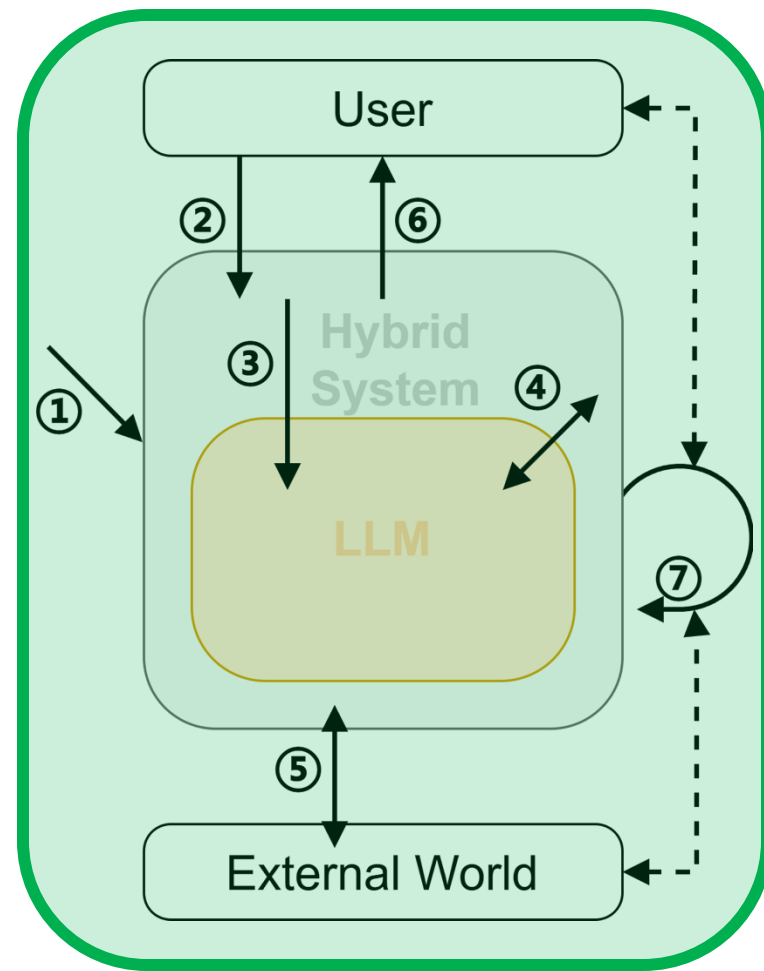 User
②
⑥
Hybrid
System
③
④
①
LLM
⑦
⑤
External World